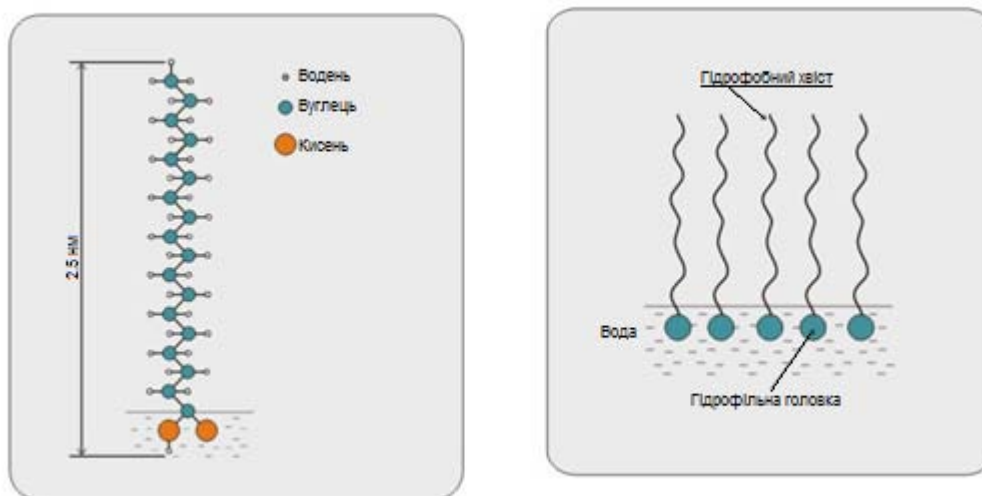 2.5 нм
Водень
Вуглець
Кисень
Гідрофобний хвіст
Вода
Гідрофільна головка